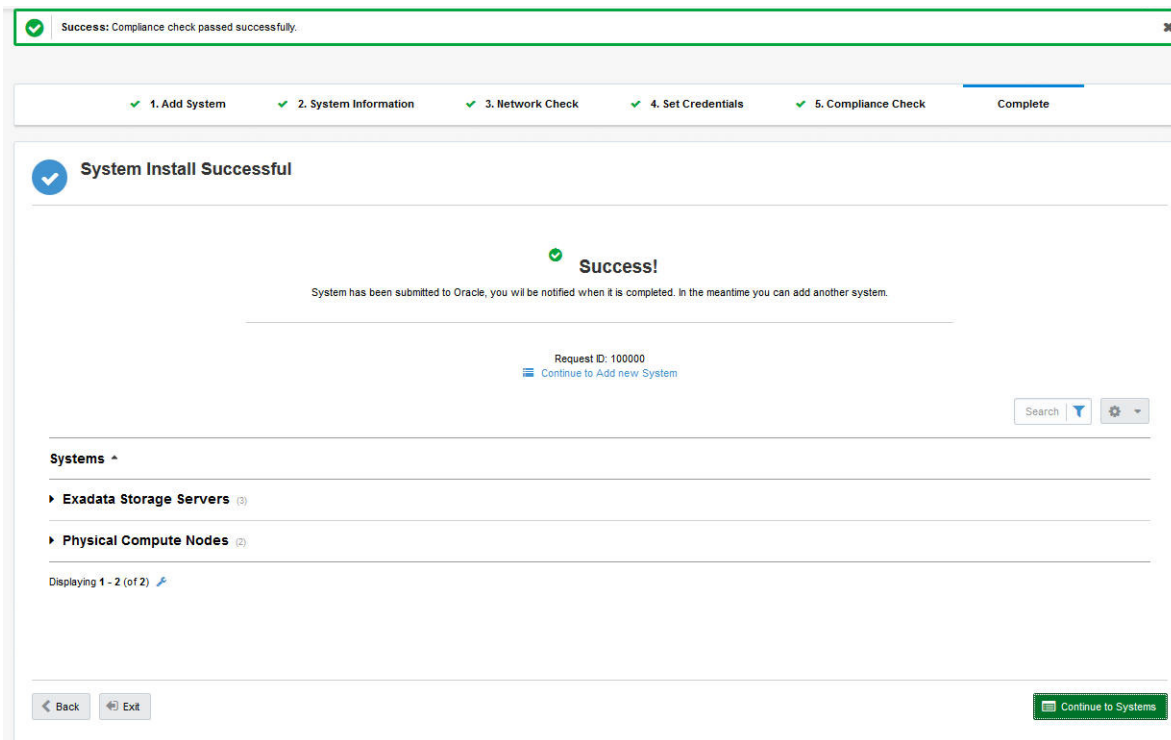 Success: Compliance check passed successfully.
1. Add System 2. System Information 3. Network Check 4. Set Credentials 5. Compliance Check Complete
System Install Successful
Success!
System has been submitted to Oracle, you wil be notified when it is completed. In the meantime you can add another system.
Request ID: 100000
Continue to Add new System
Search
Systems
Exadata Storage Servers (3)
Physical Compute Nodes (2)
Displaying 1 - 2 (of 2)
Back Exit Continue to Systems